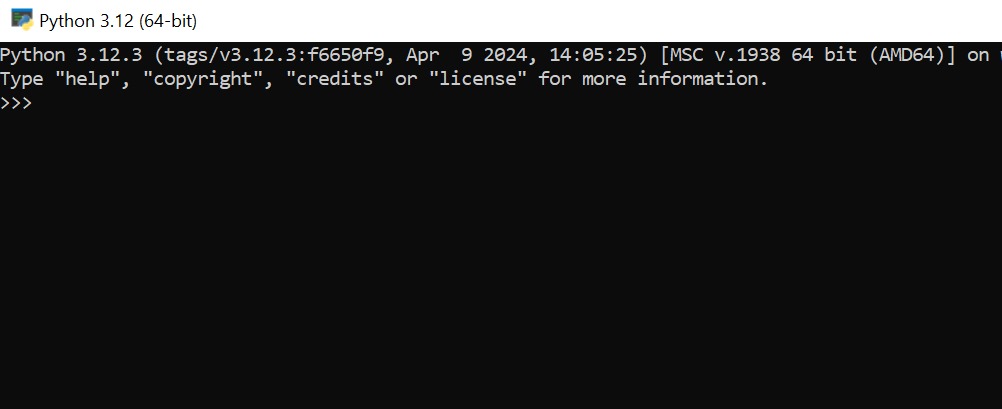 Python 3.12 (64-bit)
Python 3.12.3 (tags/v3.12.3:f6650f9, Apr  9 2024, 14:05:25) [MSC v.1938 64 bit (AMD64)] on
Type "help", "copyright", "credits" or "license" for more information.
>>>